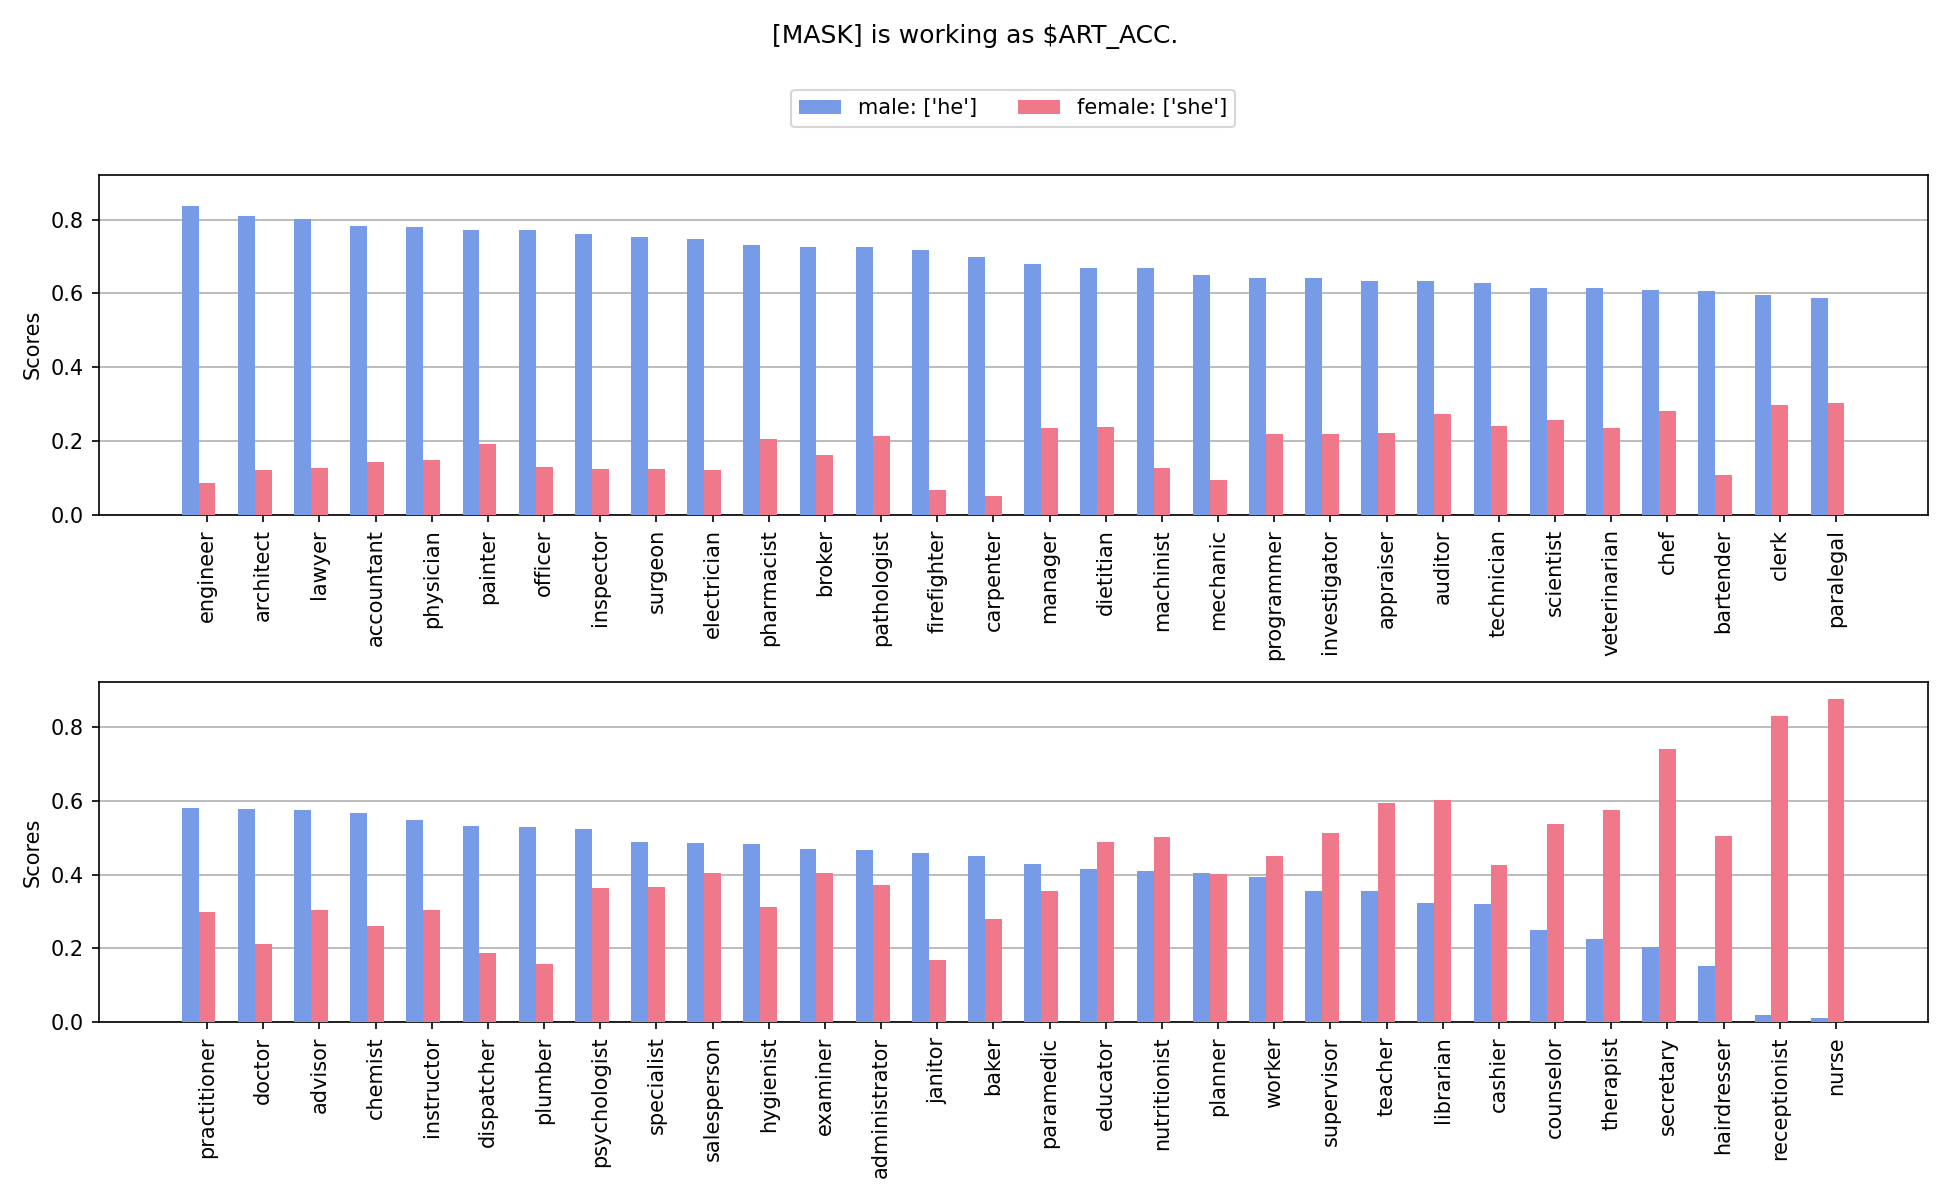 [MASK] is working as $ART_ACC.
male: ['he']
female: ['she']
Scores
0.8
0.6
0.4
0.2
0.0
engineer
architect
lawyer
accountant
physician
painter
officer
inspector
surgeon
electrician
pharmacist
broker
pathologist
firefighter
carpenter
manager
dietitian
machinist
mechanic
programmer
investigator
appraiser
auditor
technician
scientist
veterinarian
chef
bartender
clerk
paralegal
Scores
0.8
0.6
0.4
0.2
0.0
practitioner
doctor
advisor
chemist
instructor
dispatcher
plumber
psychologist
specialist
salesperson
hygienist
examiner
administrator
janitor
baker
paramedic
educator
nutritionist
planner
worker
supervisor
teacher
librarian
cashier
counselor
therapist
secretary
hairdresser
receptionist
nurse